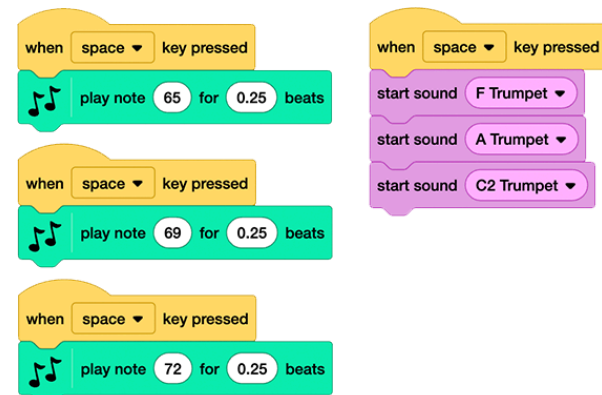 when space key pressed
play note 65 for 0.25 beats
when space key pressed
play note 69 for 0.25 beats
when space key pressed
play note 72 for 0.25 beats
when space key pressed
start sound F Trumpet
start sound A Trumpet
start sound C2 Trumpet